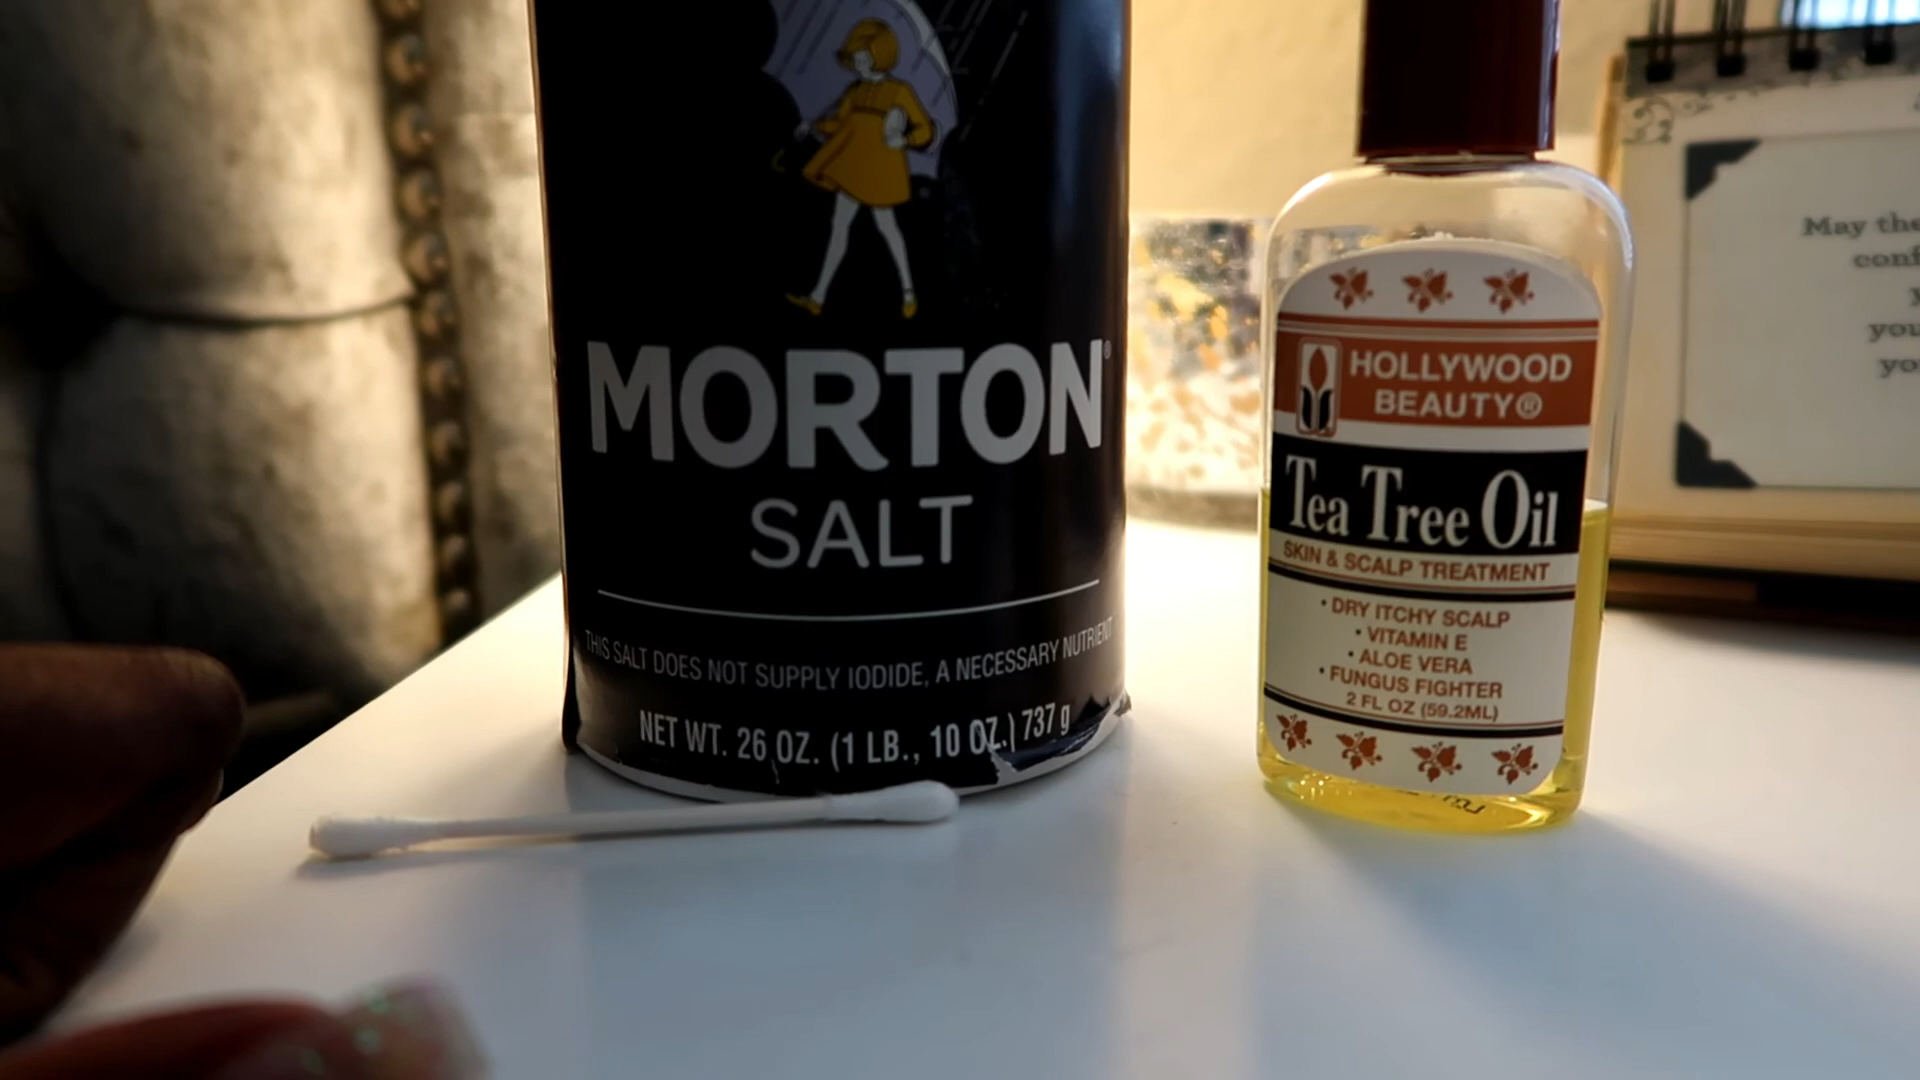 MORTON®
SALT
THIS SALT DOES NOT SUPPLY IODIDE, A NECESSARY NUTRIENT
NET WT. 26 OZ. (1 LB., 10 OZ.) 737 g
HOLLYWOOD
BEAUTY®
Tea Tree Oil
SKIN & SCALP TREATMENT
• DRY ITCHY SCALP
• VITAMIN E
• ALOE VERA
• FUNGUS FIGHTER
2 FL OZ (59.2ML)
May the